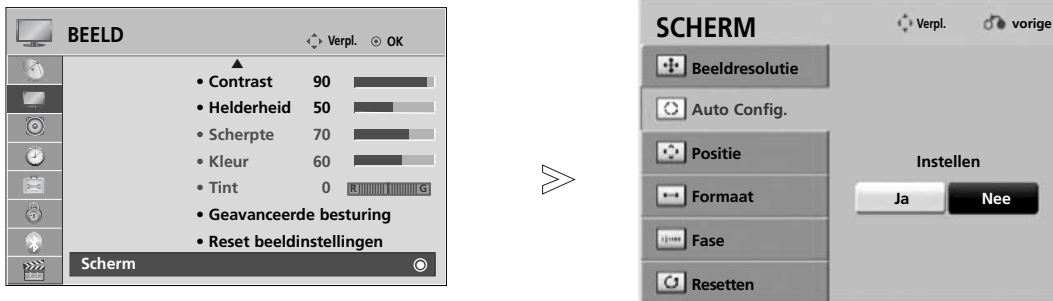 BEELD
Verpl. OK
• Contrast 90
• Helderheid 50
• Scherpte 70
• Kleur 60
• Tint 0 R G
• Geavanceerde besturing
• Reset beeldinstellingen
Scherm
SCHERM
Verpl. vorige
Beeldresolutie
Auto Config.
Positie
Formaat
Fase
Resetten
Instellen
Ja Nee